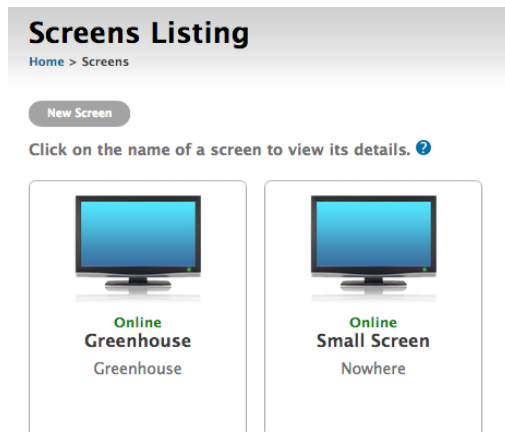 Screens Listing
Home > Screens
New Screen
Click on the name of a screen to view its details. ?
Online
Greenhouse
Greenhouse
Online
Small Screen
Nowhere